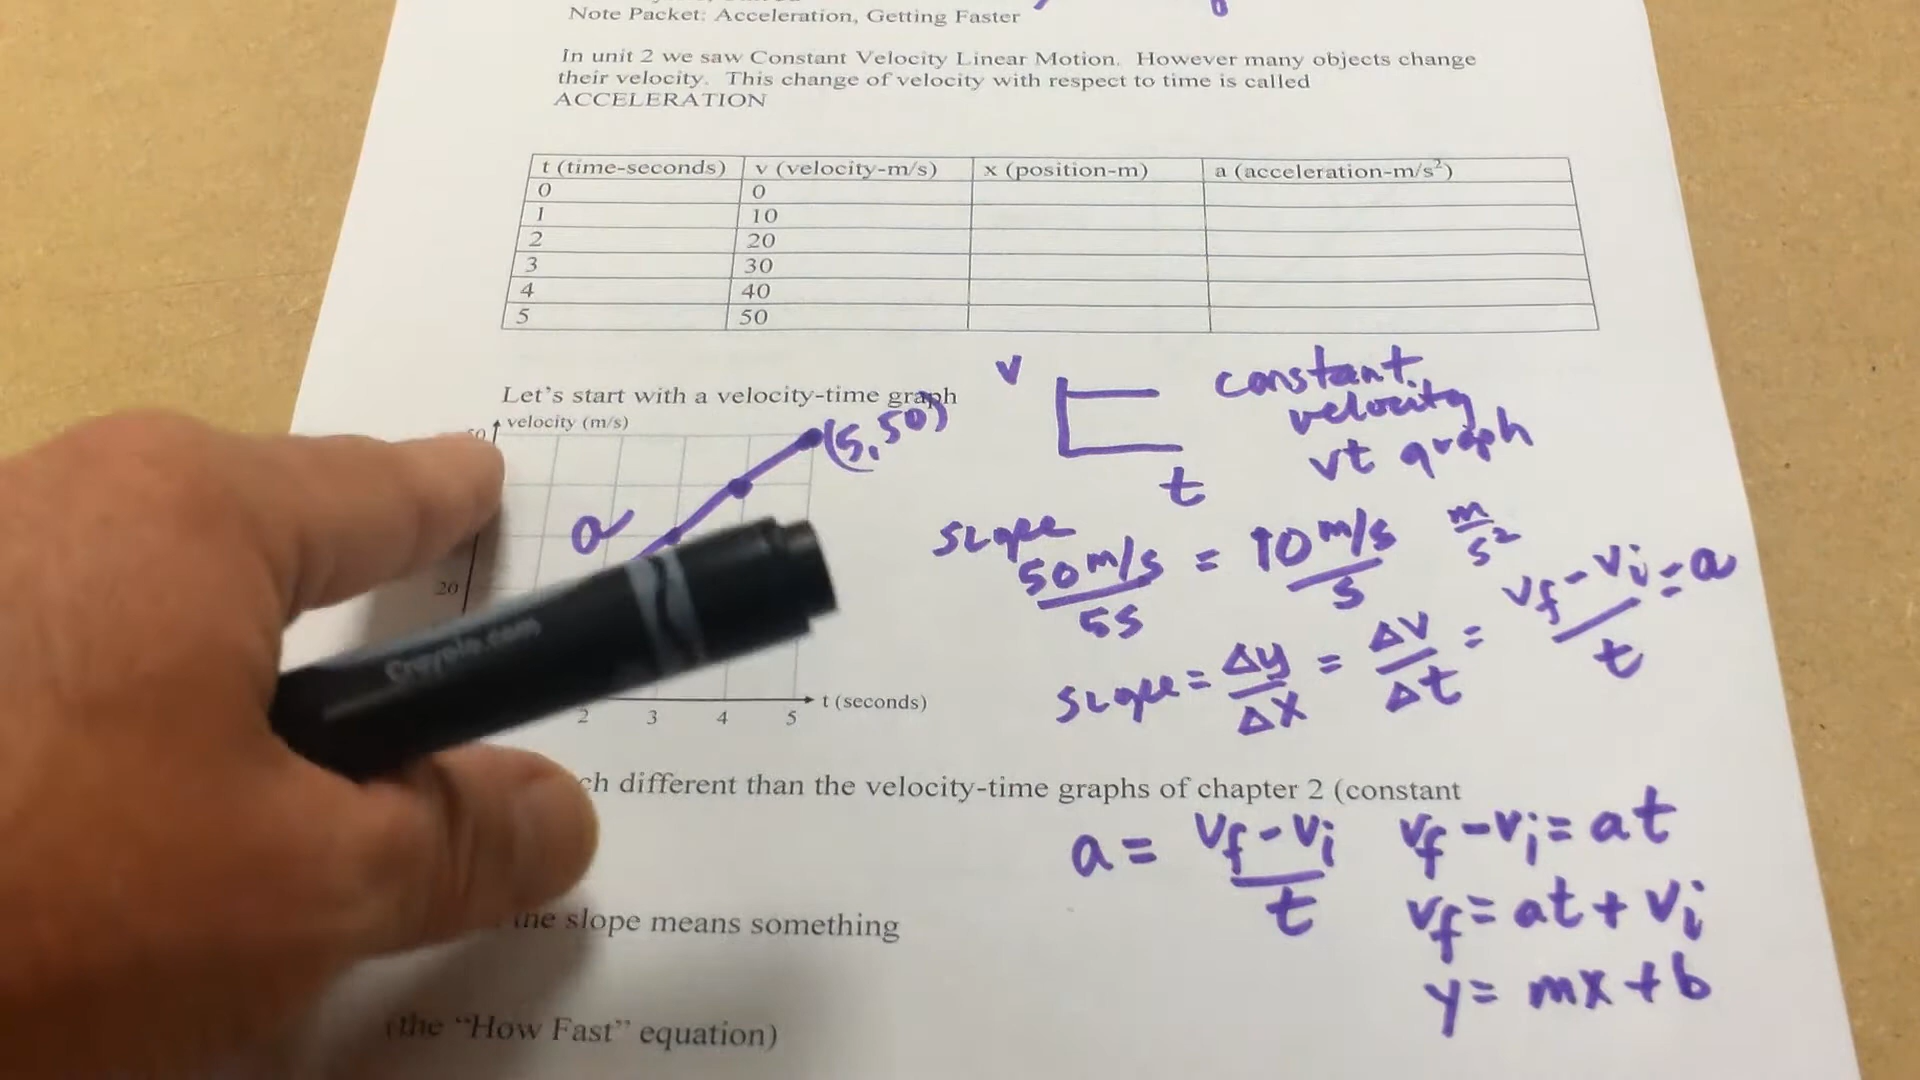 Note Packet: Acceleration, Getting Faster
In unit 2 we saw Constant Velocity Linear Motion. However many objects change
their velocity. This change of velocity with respect to time is called
ACCELERATION
t (time-seconds) v (velocity-m/s) x (position-m) a (acceleration-m/s²)
0 0
1 10
2 20
3 30
4 40
5 50
Let's start with a velocity-time graph
velocity (m/s)
(5,50)
a
20
2 3 4 5 t (seconds)
v
t
constant
velocity
vt graph
slope
50 m/s / 5s = 10 m/s / s m/s²
slope = Δy/Δx = Δv/Δt = vf - vi / t = a
different than the velocity-time graphs of chapter 2 (constant
a = vf - vi / t
vf - vi = at
vf = at + vi
y = mx + b
the slope means something
(the "How Fast" equation)
Crayola.com